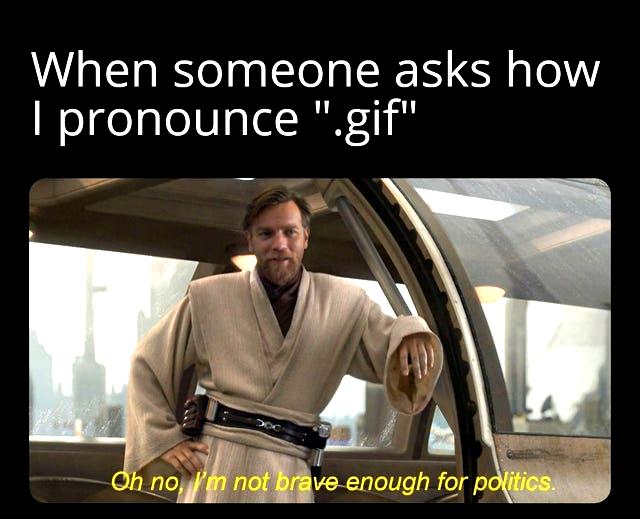 When someone asks how
I pronounce ".gif"
Oh no, I'm not brave enough for politics.